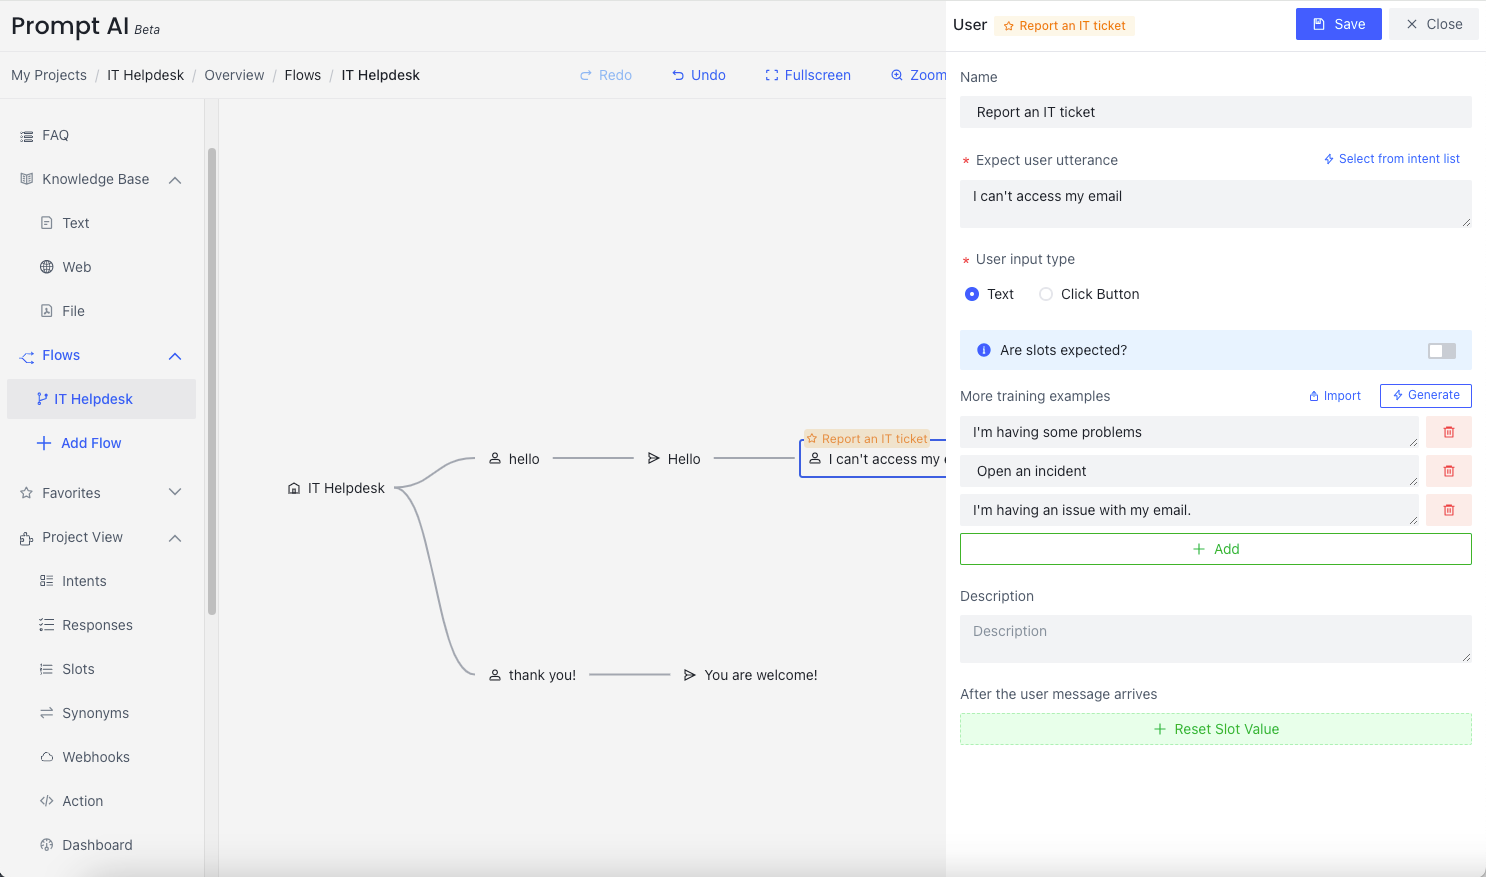 Prompt AI Beta
User Report an IT ticket Save Close
My Projects / IT Helpdesk / Overview / Flows / IT Helpdesk Redo Undo Fullscreen Zoom
FAQ
Knowledge Base
Text
Web
File
Flows
IT Helpdesk
Add Flow
Favorites
Project View
Intents
Responses
Slots
Synonyms
Webhooks
Action
Dashboard
IT Helpdesk
hello
Hello
Report an IT ticket
I can't access my e
thank you!
You are welcome!
Name
Report an IT ticket
* Expect user utterance Select from intent list
I can't access my email
* User input type
Text Click Button
Are slots expected?
More training examples Import Generate
I'm having some problems
Open an incident
I'm having an issue with my email.
+ Add
Description
Description
After the user message arrives
+ Reset Slot Value